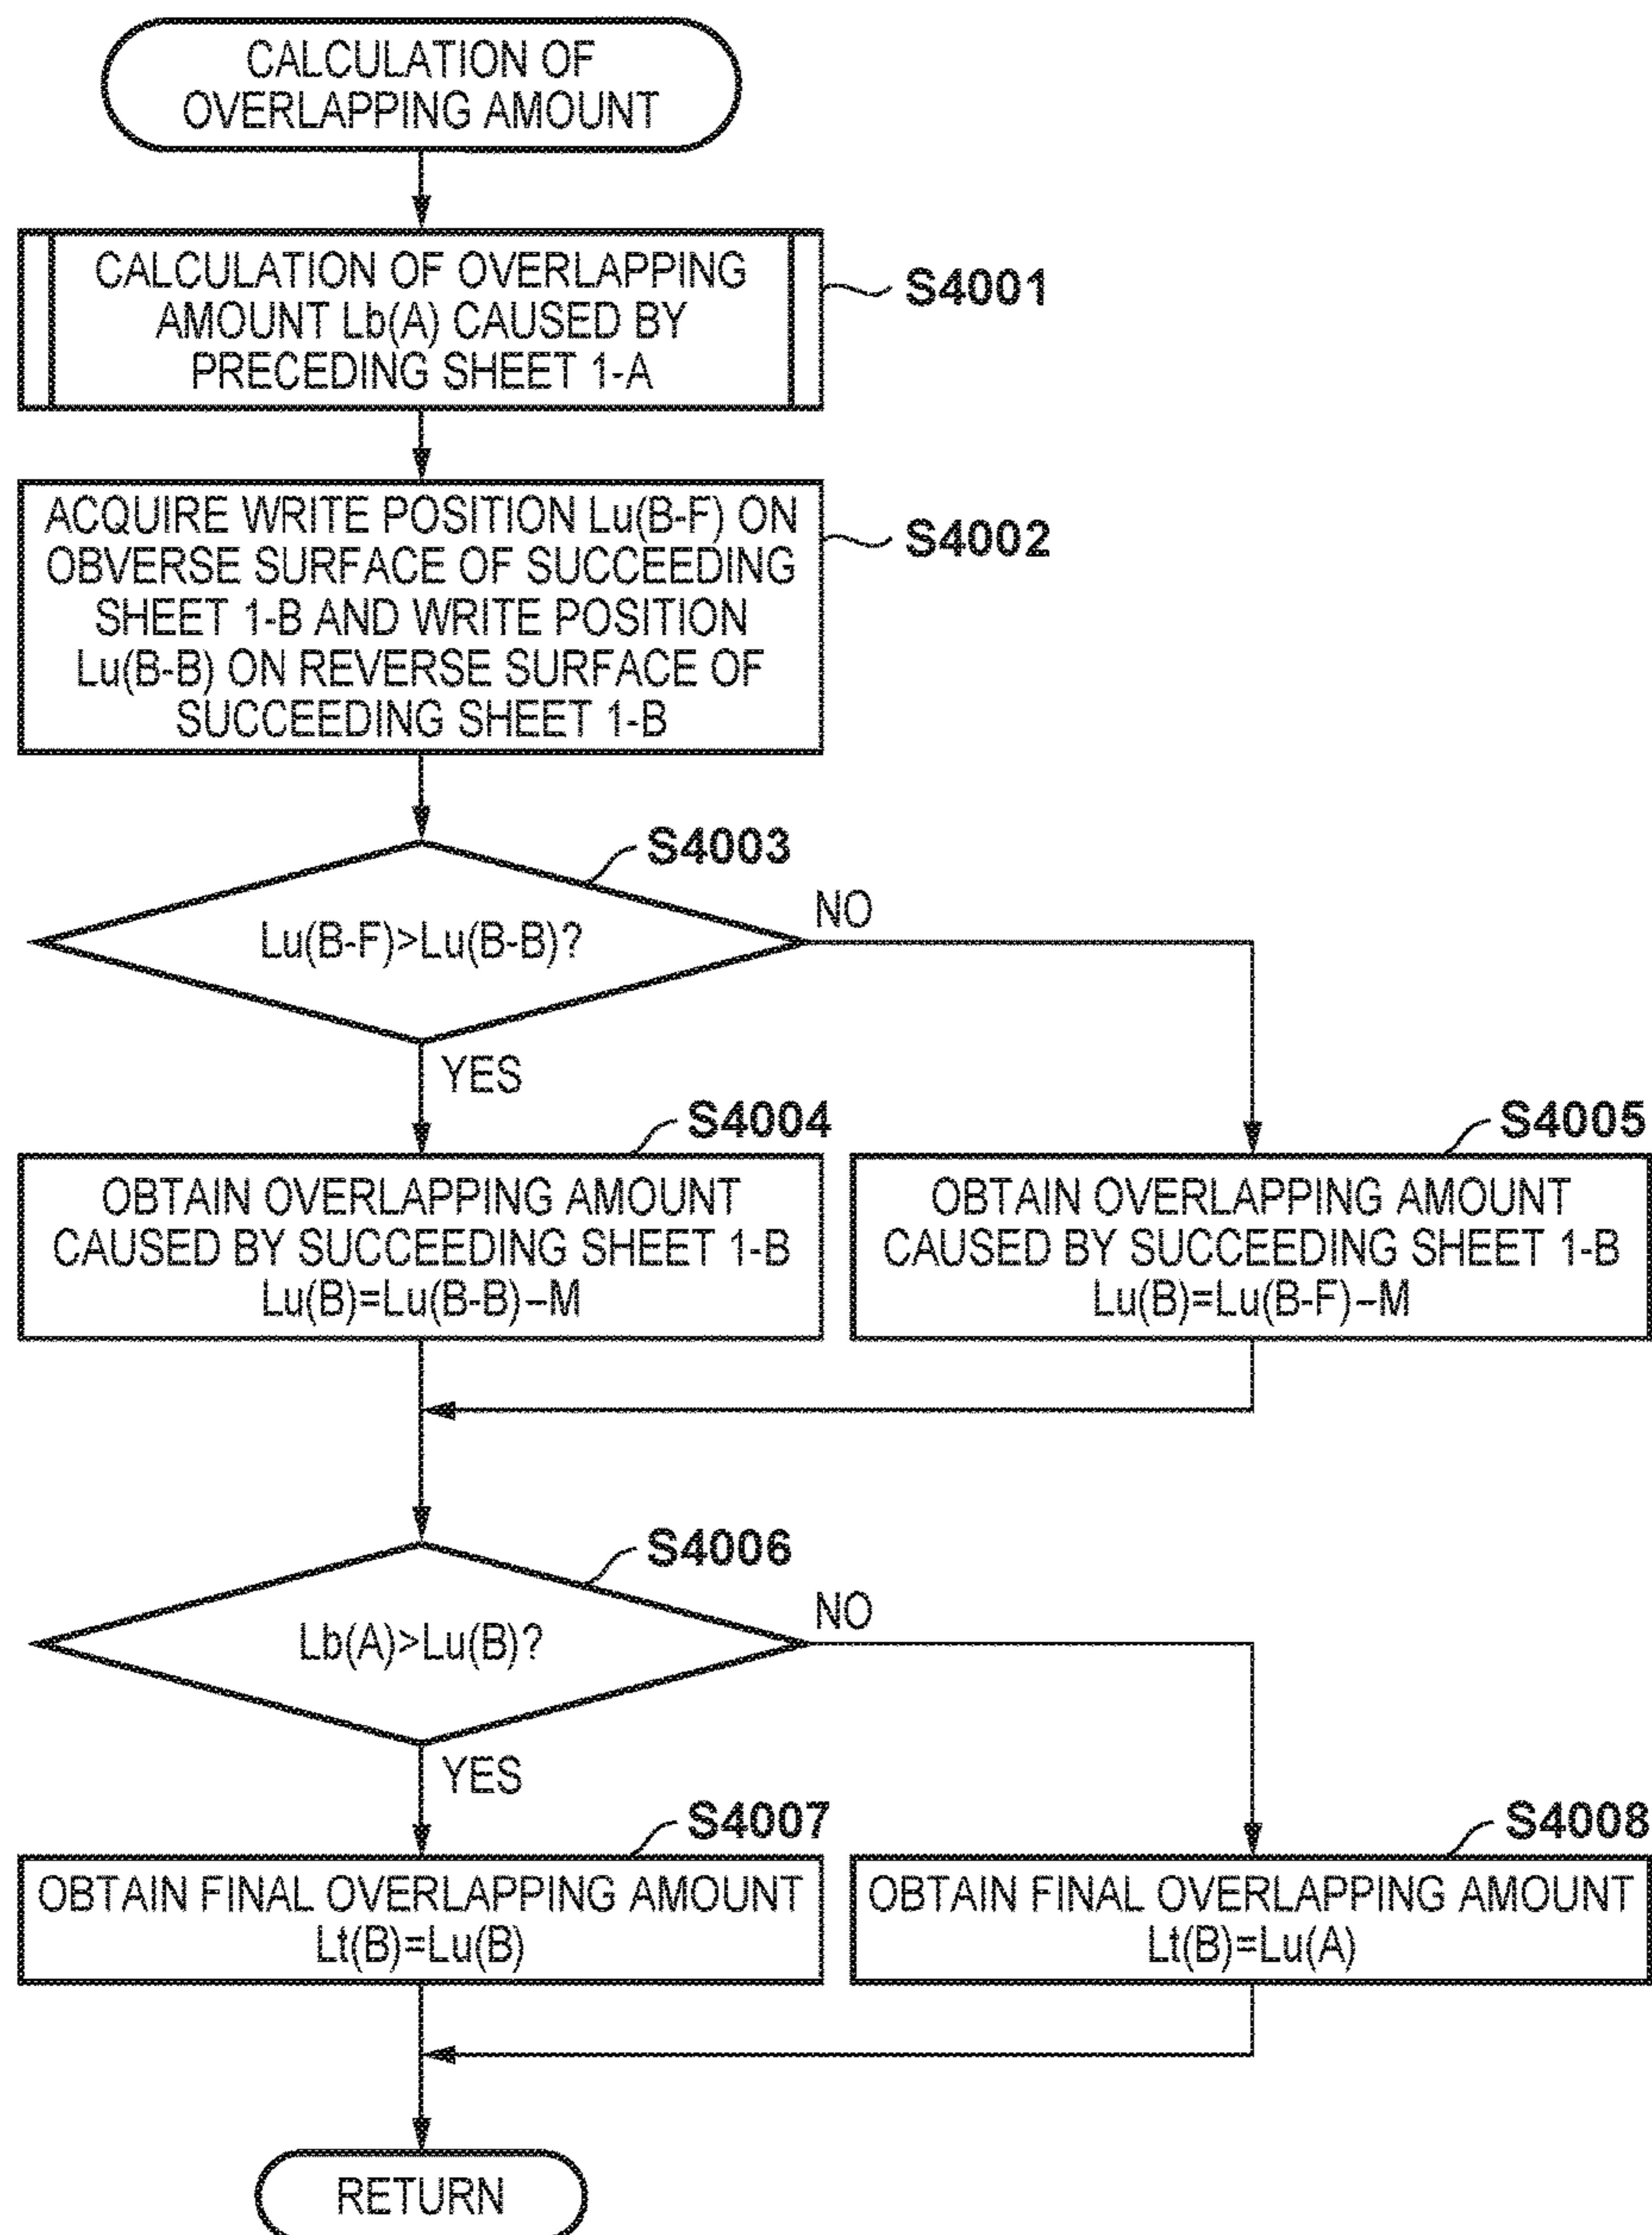 CALCULATION OF
OVERLAPPING AMOUNT
CALCULATION OF OVERLAPPING
AMOUNT Lb(A) CAUSED BY
PRECEDING SHEET 1-A
S4001
ACQUIRE WRITE POSITION Lu(B-F) ON
OBVERSE SURFACE OF SUCCEEDING
SHEET 1-B AND WRITE POSITION
Lu(B-B) ON REVERSE SURFACE OF
SUCCEEDING SHEET 1-B
S4002
S4003
Lu(B-F)>Lu(B-B)?
NO
YES
S4004
OBTAIN OVERLAPPING AMOUNT
CAUSED BY SUCCEEDING SHEET 1-B
Lu(B)=Lu(B-B)–M
S4005
OBTAIN OVERLAPPING AMOUNT
CAUSED BY SUCCEEDING SHEET 1-B
Lu(B)=Lu(B-F)–M
S4006
Lb(A)>Lu(B)?
NO
YES
S4007
OBTAIN FINAL OVERLAPPING AMOUNT
Lt(B)=Lu(B)
S4008
OBTAIN FINAL OVERLAPPING AMOUNT
Lt(B)=Lu(A)
RETURN